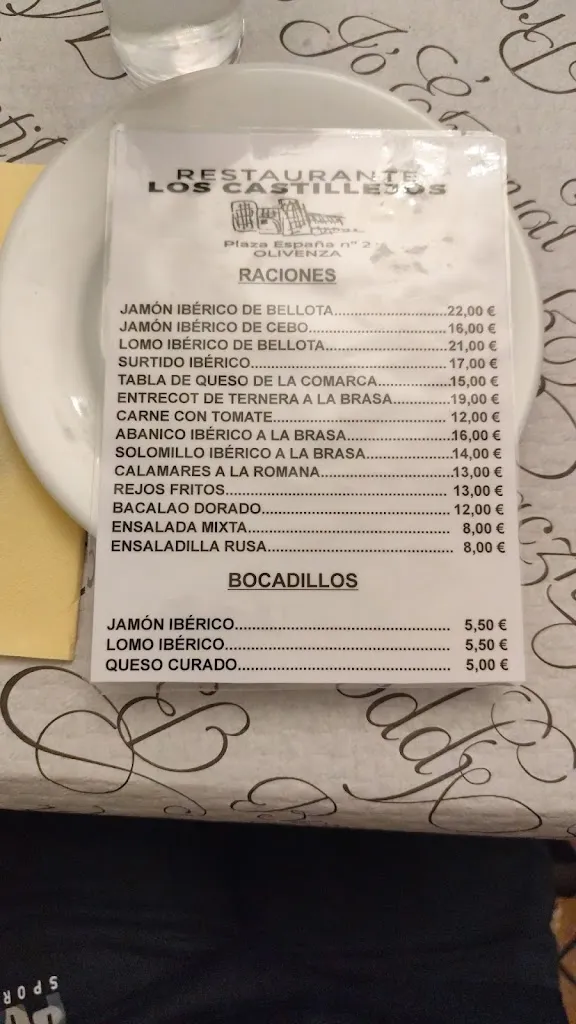 RESTAURANTE
LOS CASTILLEJOS
Plaza España nº 2
OLIVENZA
RACIONES
JAMÓN IBÉRICO DE BELLOTA....................22,00 €
JAMÓN IBÉRICO DE CEBO.........................16,00 €
LOMO IBÉRICO DE BELLOTA......................21,00 €
SURTIDO IBÉRICO....................................17,00 €
TABLA DE QUESO DE LA COMARCA.............15,00 €
ENTRECOT DE TERNERA A LA BRASA..........19,00 €
CARNE CON TOMATE............................... 12,00 €
ABANICO IBÉRICO A LA BRASA..................16,00 €
SOLOMILLO IBÉRICO A LA BRASA...............14,00 €
CALAMARES A LA ROMANA.......................13,00 €
REJOS FRITOS........................................ 13,00 €
BACALAO DORADO................................. 12,00 €
ENSALADA MIXTA.................................... 8,00 €
ENSALADILLA RUSA................................. 8,00 €
BOCADILLOS
JAMÓN IBÉRICO...................................... 5,50 €
LOMO IBÉRICO........................................ 5,50 €
QUESO CURADO...................................... 5,00 €
SPOR